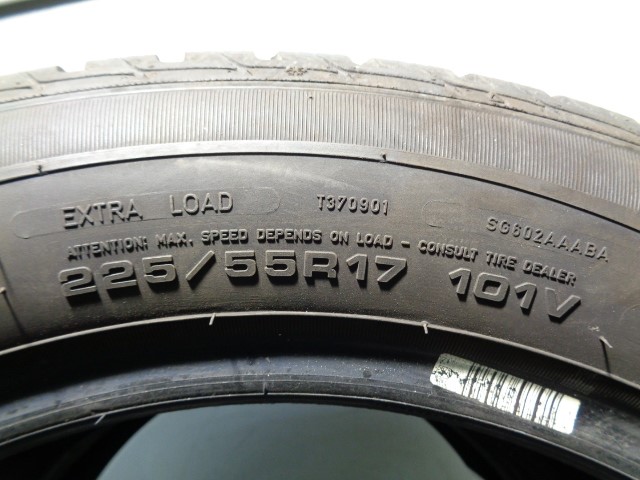 EXTRA LOAD T370901 SG602AAABA
ATTENTION: MAX. SPEED DEPENDS ON LOAD - CONSULT TIRE DEALER
225/55R17 101V